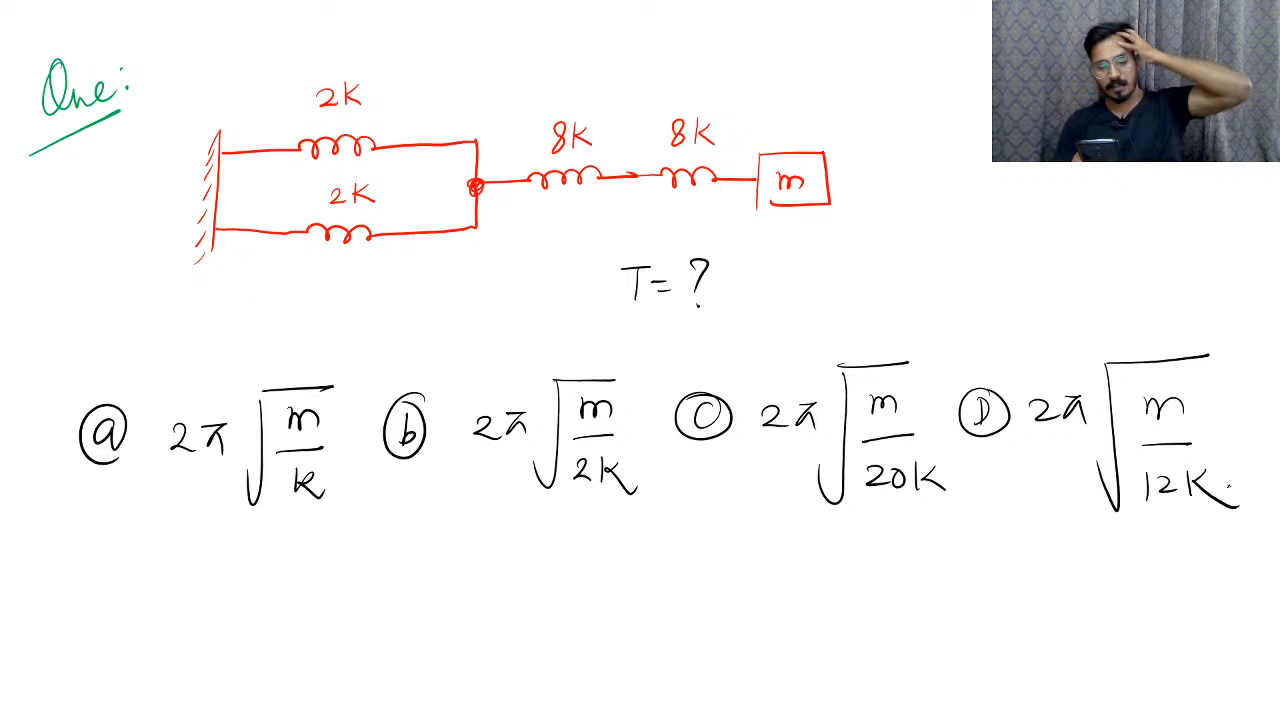 One:
2K
8K 8K
2K
m
T= ?
(a) 2π √(m/k) (b) 2π √(m/2K) (C) 2π √(m/20K) (D) 2π √(m/12K).